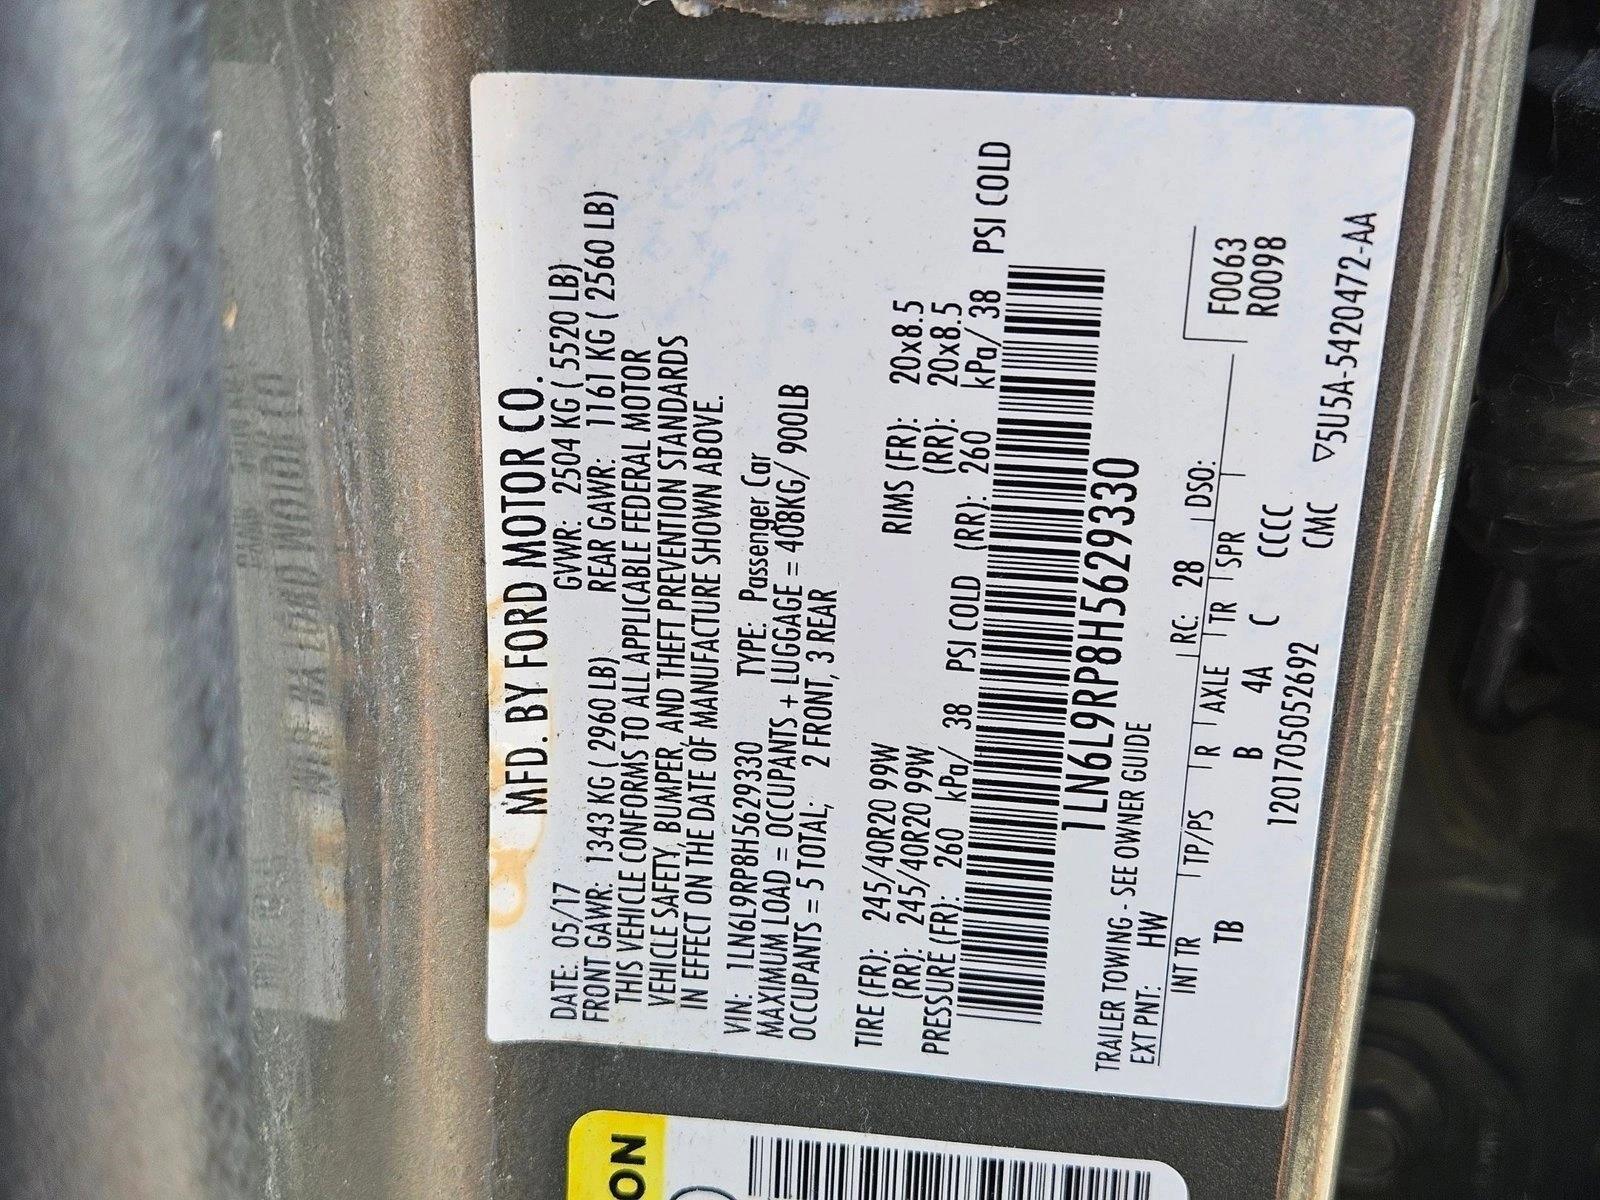 MFD. BY FORD MOTOR CO.
DATE: 05/17 GVWR: 2504 KG ( 5520 LB)
FRONT GAWR: 1343 KG ( 2960 LB) REAR GAWR: 1161 KG ( 2560 LB)
THIS VEHICLE CONFORMS TO ALL APPLICABLE FEDERAL MOTOR
VEHICLE SAFETY, BUMPER, AND THEFT PREVENTION STANDARDS
IN EFFECT ON THE DATE OF MANUFACTURE SHOWN ABOVE.
VIN: 1LN6L9RP8H5629330 TYPE: Passenger Car
MAXIMUM LOAD = OCCUPANTS + LUGGAGE = 408KG/ 900LB
OCCUPANTS = 5 TOTAL; 2 FRONT, 3 REAR
TIRE (FR): 245/40R20 99W RIMS (FR): 20x8.5
(RR): 245/40R20 99W (RR): 20x8.5
PRESSURE (FR): 260 kPa/ 38 PSI COLD (RR): 260 kPa/ 38 PSI COLD
1LN6L9RP8H5629330
TRAILER TOWING - SEE OWNER GUIDE
EXT PNT: HW RC: 28 DSO:
INT TR TP/PS R AXLE TR SPR
TB B 4A C CCCC
F0063
R0098
1201705052692 CMC ▽5U5A-5420472-AA
ON